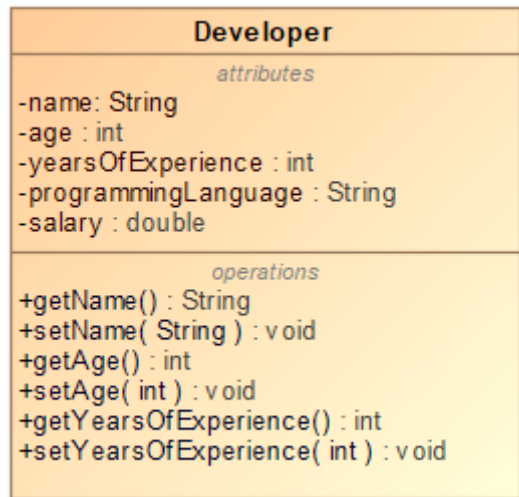 Developer
attributes
-name: String
-age : int
-yearsOfExperience : int
-programmingLanguage : String
-salary : double
operations
+getName() : String
+setName( String ) : void
+getAge() : int
+setAge( int ) : void
+getYearsOfExperience() : int
+setYearsOfExperience( int ) : void